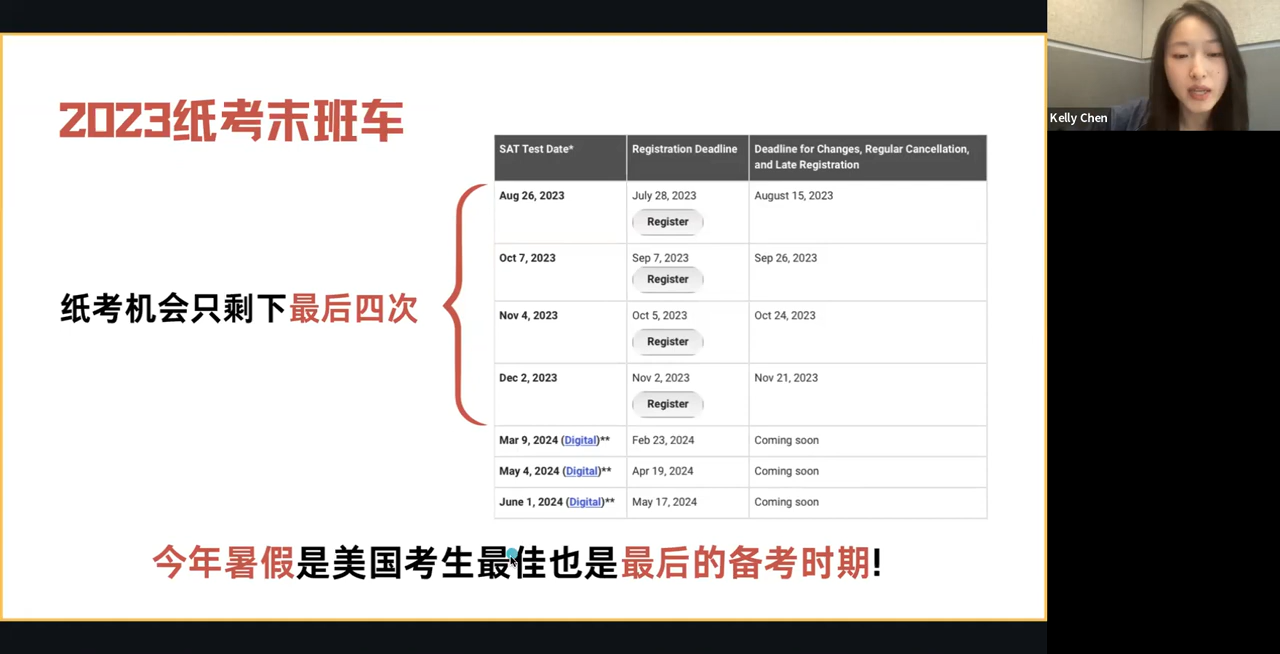 2023纸考末班车
纸考机会只剩下最后四次
SAT Test Date* Registration Deadline Deadline for Changes, Regular Cancellation, and Late Registration
Aug 26, 2023 July 28, 2023 August 15, 2023
Register
Oct 7, 2023 Sep 7, 2023 Sep 26, 2023
Register
Nov 4, 2023 Oct 5, 2023 Oct 24, 2023
Register
Dec 2, 2023 Nov 2, 2023 Nov 21, 2023
Register
Mar 9, 2024 (Digital)** Feb 23, 2024 Coming soon
May 4, 2024 (Digital)** Apr 19, 2024 Coming soon
June 1, 2024 (Digital)** May 17, 2024 Coming soon
今年暑假是美国考生最佳也是最后的备考时期!
Kelly Chen